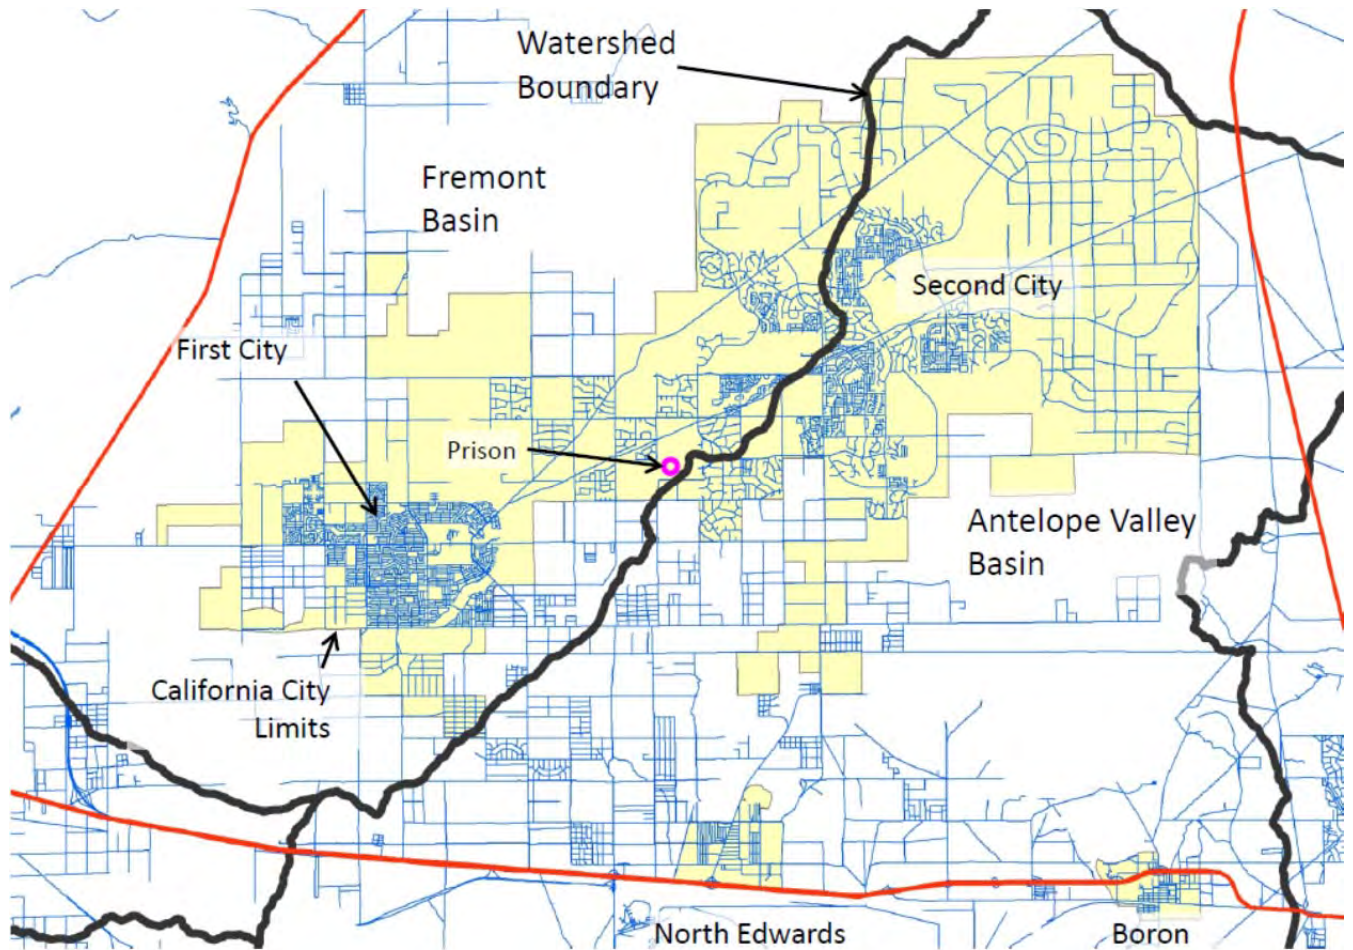 Watershed
Boundary
Fremont
Basin
Second City
First City
Prison
Antelope Valley
Basin
California City
Limits
North Edwards
Boron